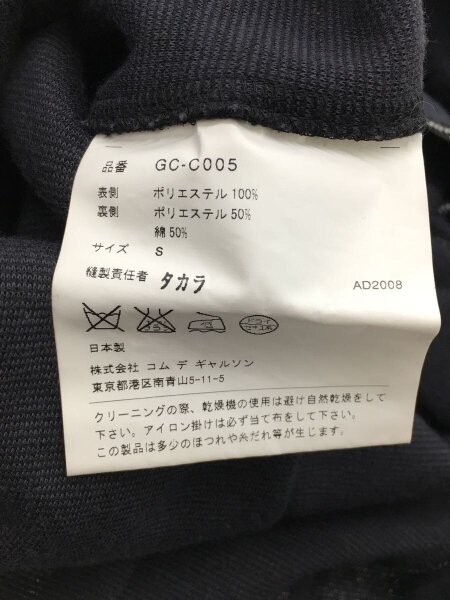 品番 GC-C005
表側 ポリエステル 100%
裏側 ポリエステル 50%
綿 50%
サイズ S
縫製責任者 タカラ
AD2008
日本製
株式会社 コム デ ギャルソン
東京都港区南青山5-11-5
クリーニングの際、乾燥機の使用は避け自然乾燥をして
下さい。アイロン掛けは必ず当て布をして下さい。
この製品は多少のほつれや糸だれ等が生じます。